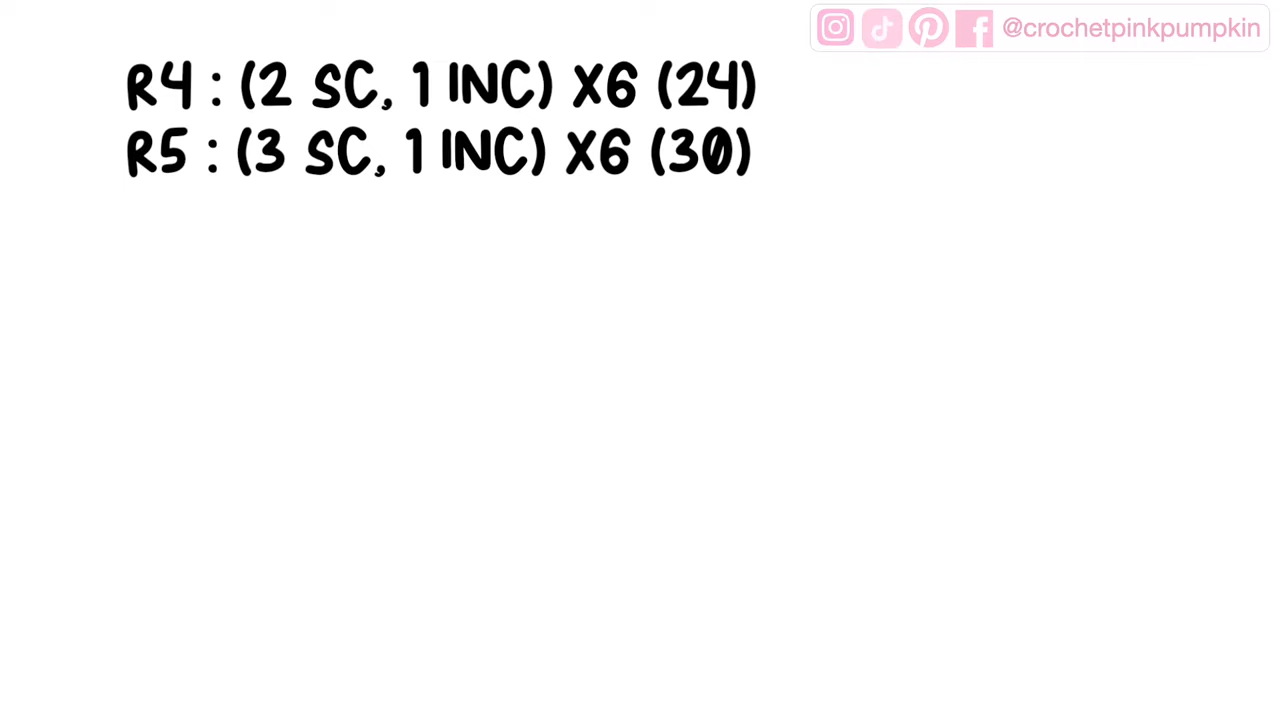 @crochetpinkpumpkin
R4 : (2 SC, 1 INC) X6 (24)
R5 : (3 SC, 1 INC) X6 (30)